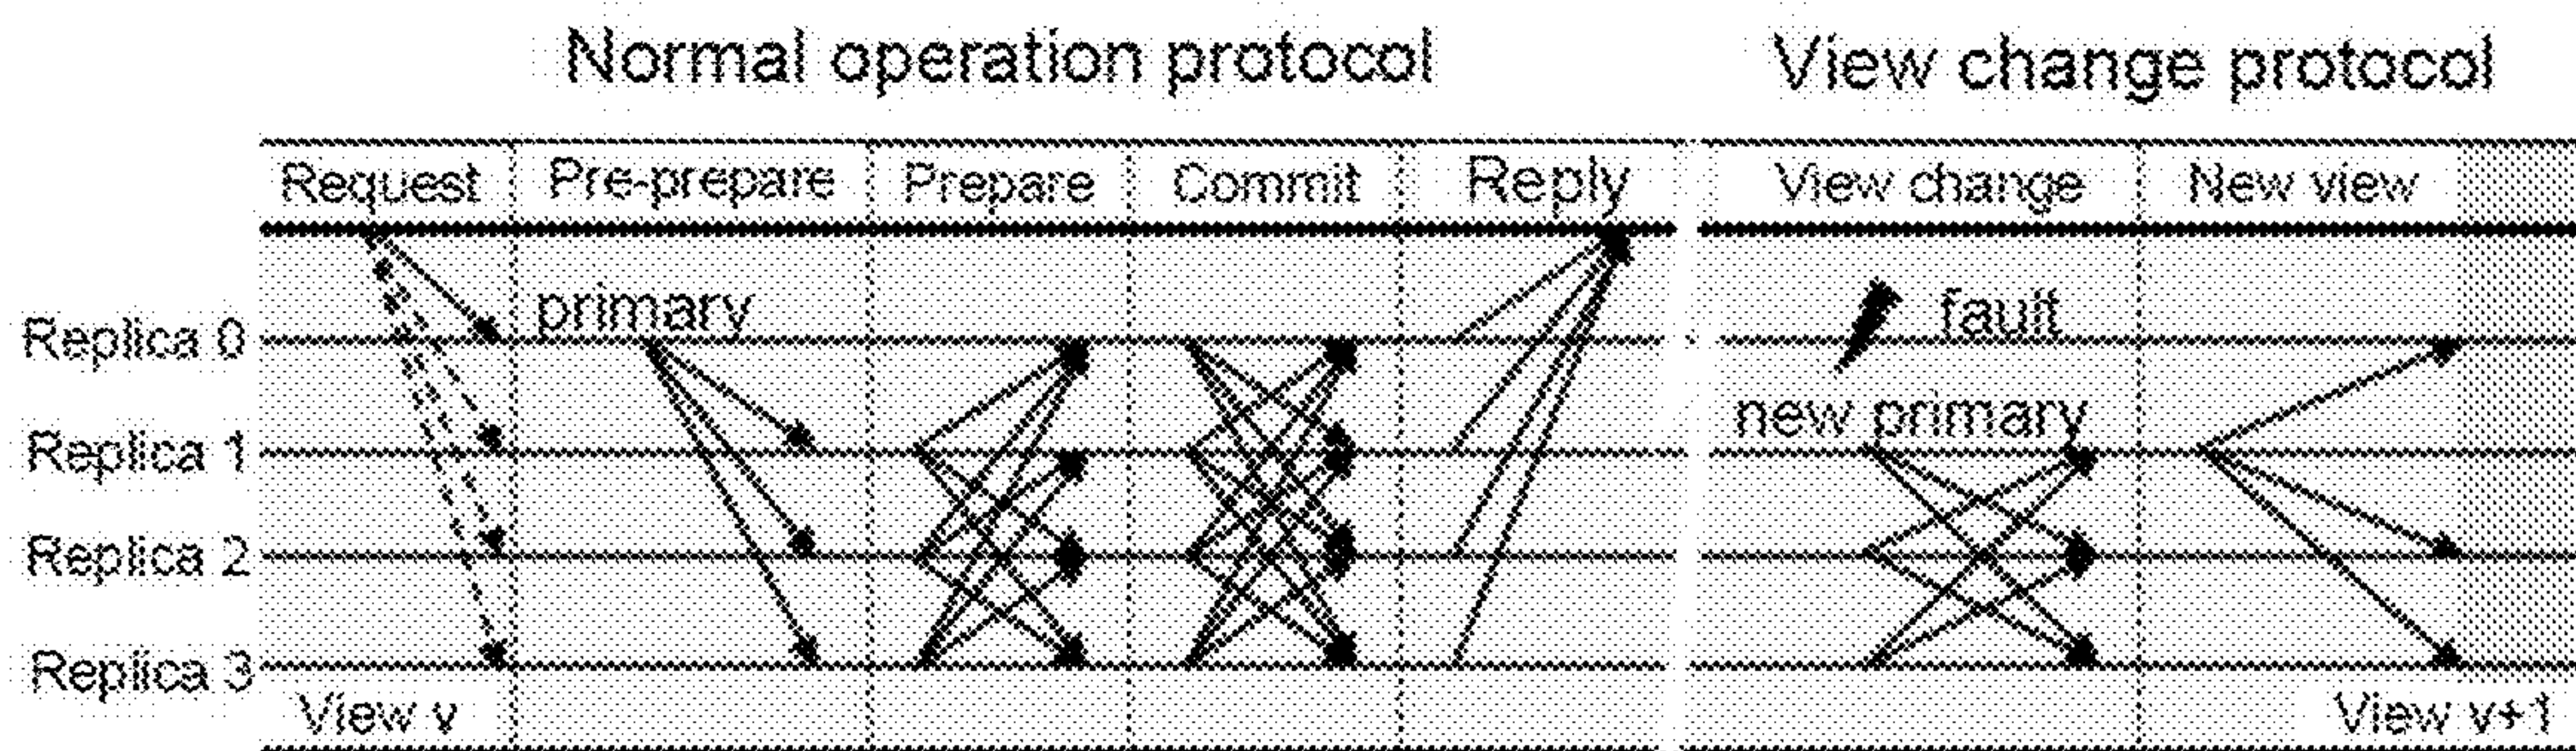 Normal operation protocol
View change protocol
Request Pre-prepare Prepare Commit Reply View change New view
primary
fault
Replica 0
new primary
Replica 1
Replica 2
Replica 3
View v
View v+1